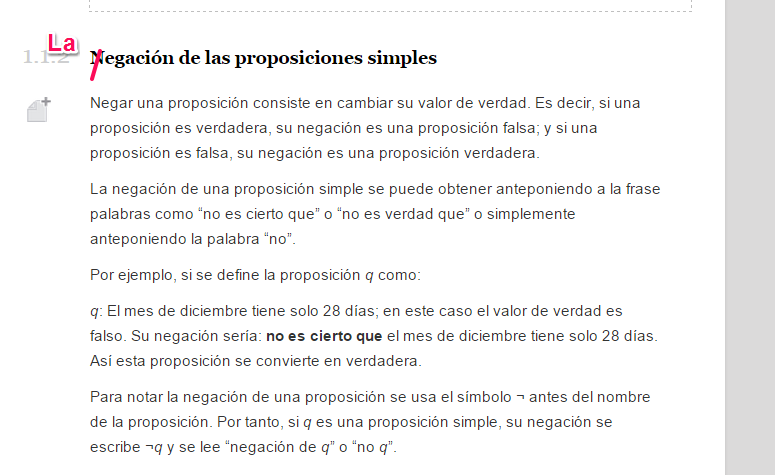 La
1.1.2 Negación de las proposiciones simples
Negar una proposición consiste en cambiar su valor de verdad. Es decir, si una
proposición es verdadera, su negación es una proposición falsa; y si una
proposición es falsa, su negación es una proposición verdadera.
La negación de una proposición simple se puede obtener anteponiendo a la frase
palabras como “no es cierto que” o “no es verdad que” o simplemente
anteponiendo la palabra “no”.
Por ejemplo, si se define la proposición q como:
q: El mes de diciembre tiene solo 28 días; en este caso el valor de verdad es
falso. Su negación sería: no es cierto que el mes de diciembre tiene solo 28 días.
Así esta proposición se convierte en verdadera.
Para notar la negación de una proposición se usa el símbolo ¬ antes del nombre
de la proposición. Por tanto, si q es una proposición simple, su negación se
escribe ¬q y se lee “negación de q” o “no q”.